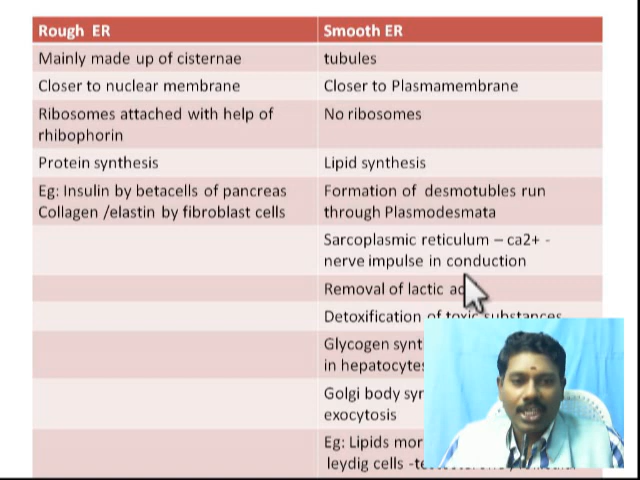 Rough ER
Smooth ER
Mainly made up of cisternae
tubules
Closer to nuclear membrane
Closer to Plasmamembrane
Ribosomes attached with help of
rhibophorin
No ribosomes
Protein synthesis
Lipid synthesis
Eg: Insulin by betacells of pancreas
Collagen /elastin by fibroblast cells
Formation of desmotubles run
through Plasmodesmata
Sarcoplasmic reticulum – ca2+ -
nerve impulse in conduction
Removal of lactic
Detoxification of toxic substances
Glycogen
in hepatocytes
Golgi body
exocytosis
Eg: Lipids
leydig cells